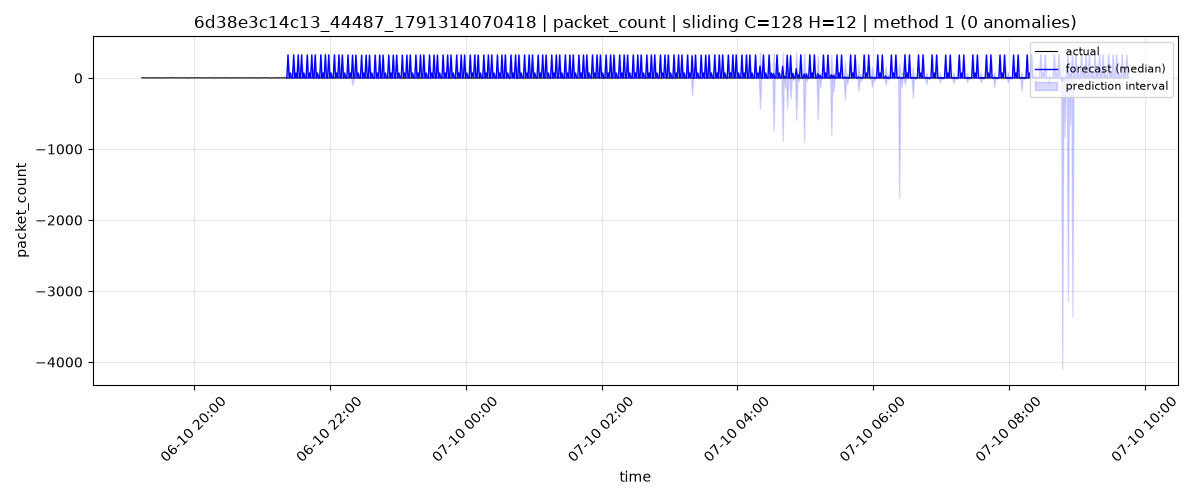 6d38e3c14c13_44487_1791314070418 | packet_count | sliding C=128 H=12 | method 1 (0 anomalies)
actual
forecast (median)
prediction interval
packet_count
0
−1000
−2000
−3000
−4000
06-10 20:00
06-10 22:00
07-10 00:00
07-10 02:00
07-10 04:00
07-10 06:00
07-10 08:00
07-10 10:00
time